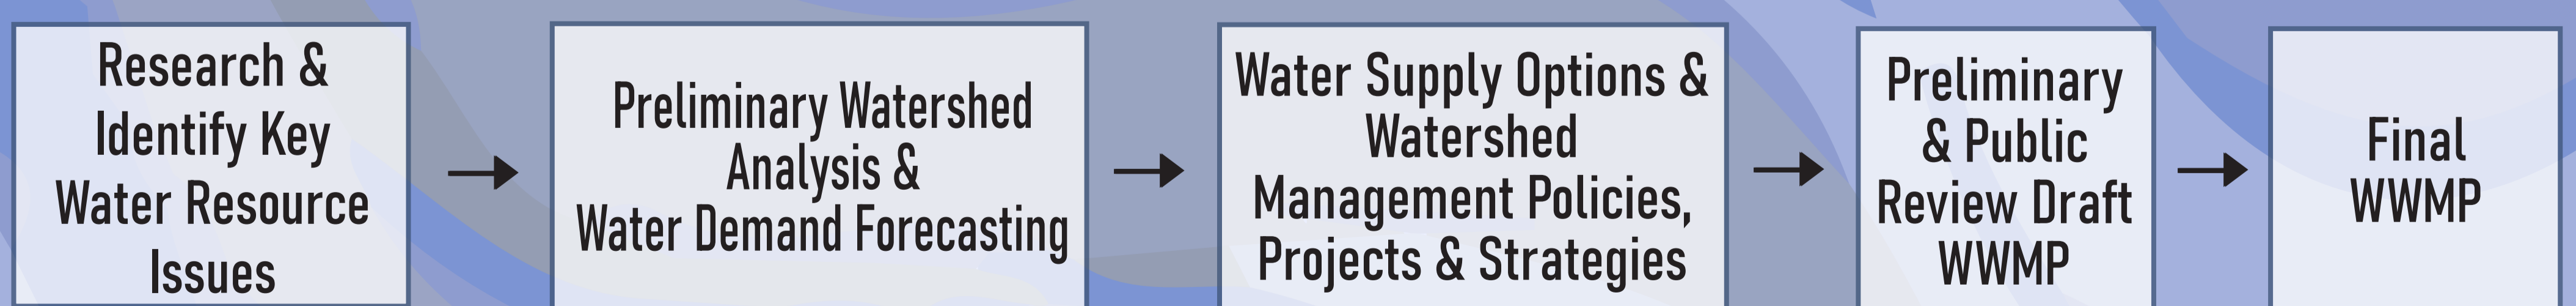 Research &
Identify Key
Water Resource
Issues
Preliminary Watershed
Analysis &
Water Demand Forecasting
Water Supply Options &
Watershed
Management Policies,
Projects & Strategies
Preliminary
& Public
Review Draft
WWMP
Final
WWMP